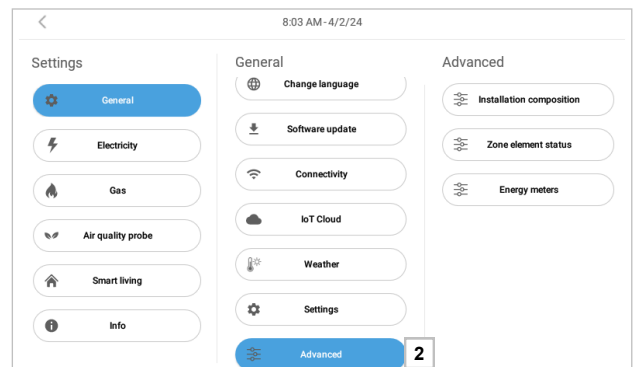 8:03 AM-4/2/24
Settings
General
Electricity
Gas
Air quality probe
Smart living
Info
General
Change language
Software update
Connectivity
IoT Cloud
Weather
Settings
Advanced
2
Advanced
Installation composition
Zone element status
Energy meters